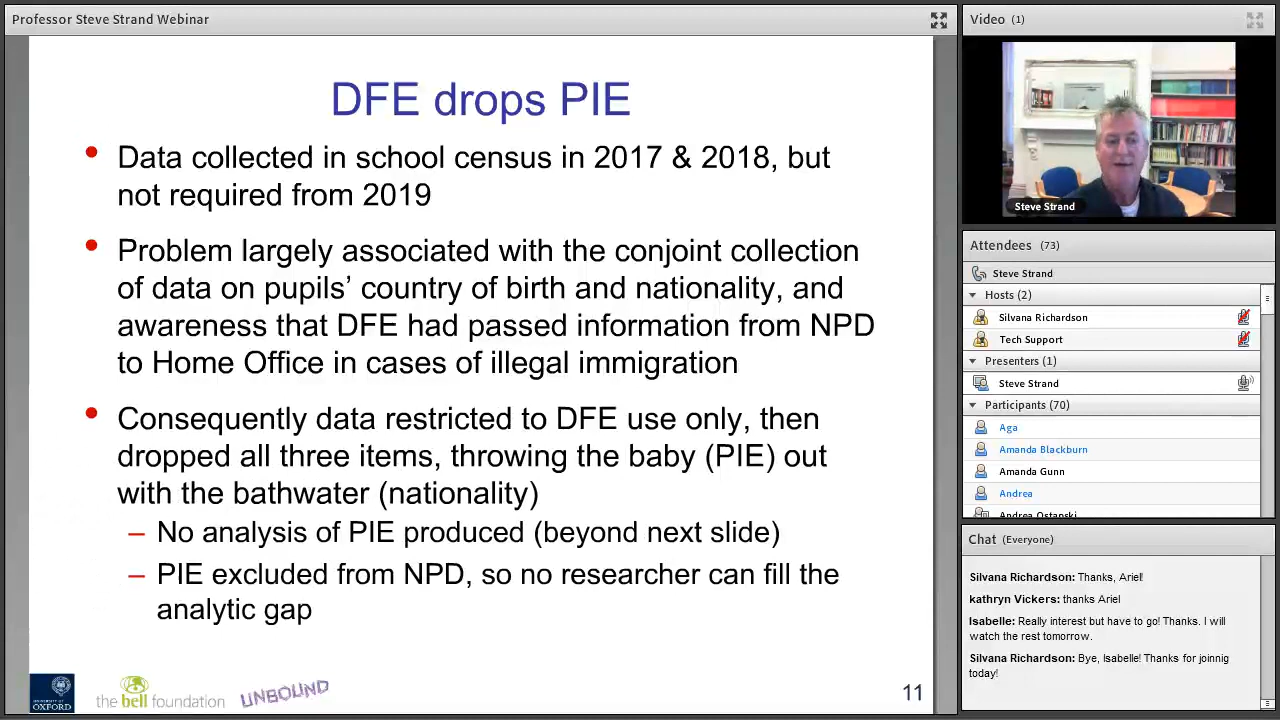 Professor Steve Strand Webinar
DFE drops PIE
Data collected in school census in 2017 & 2018, but
not required from 2019
Problem largely associated with the conjoint collection
of data on pupils’ country of birth and nationality, and
awareness that DFE had passed information from NPD
to Home Office in cases of illegal immigration
Consequently data restricted to DFE use only, then
dropped all three items, throwing the baby (PIE) out
with the bathwater (nationality)
– No analysis of PIE produced (beyond next slide)
– PIE excluded from NPD, so no researcher can fill the
analytic gap
UNIVERSITY OF
OXFORD
the bell foundation
UNBOUND
11
Video (1)
Steve Strand
Attendees (73)
Steve Strand
Hosts (2)
Silvana Richardson
Tech Support
Presenters (1)
Steve Strand
Participants (70)
Aga
Amanda Blackburn
Amanda Gunn
Andrea
Andrea Ostanski
Chat (Everyone)
Silvana Richardson: Thanks, Ariel!
kathryn Vickers: thanks Ariel
Isabelle: Really interest but have to go! Thanks. I will
watch the rest tomorrow.
Silvana Richardson: Bye, Isabelle! Thanks for joinnig
today!